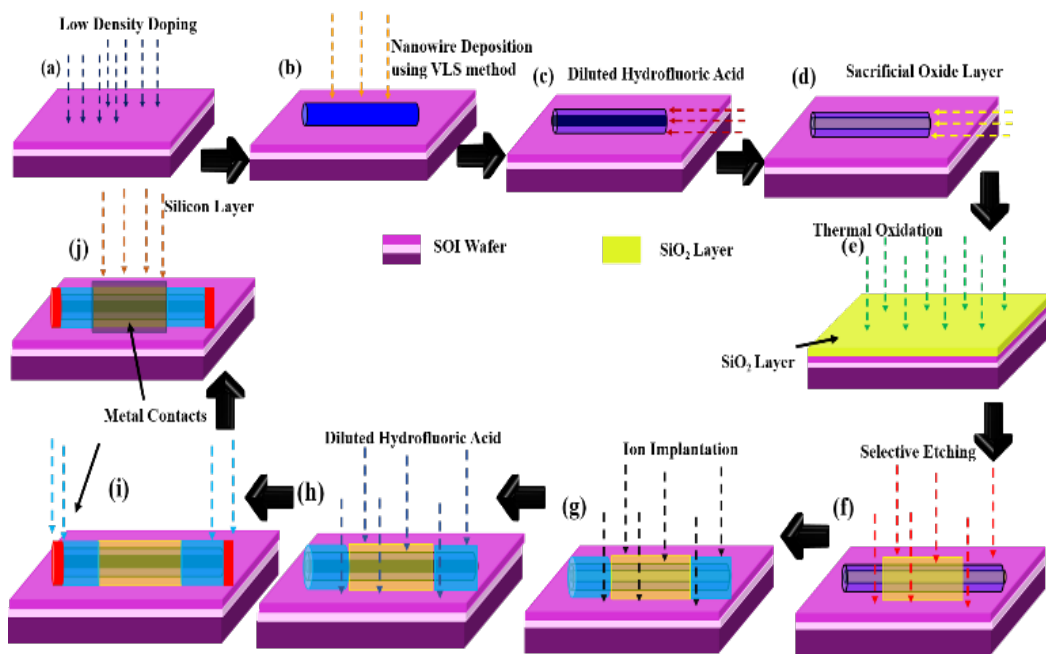 Low Density Doping
(a)
(b)
Nanowire Deposition
using VLS method
(c)
Diluted Hydrofluoric Acid
(d)
Sacrificial Oxide Layer
Silicon Layer
(j)
SOI Wafer
SiO₂ Layer
Thermal Oxidation
(e)
SiO₂ Layer
Metal Contacts
(i)
Diluted Hydrofluoric Acid
(h)
Ion Implantation
(g)
Selective Etching
(f)